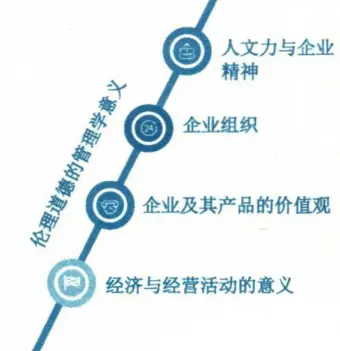 人文力与企业
精神
24
企业组织
伦理道德的管理学意义
企业及其产品的价值观
经济与经营活动的意义